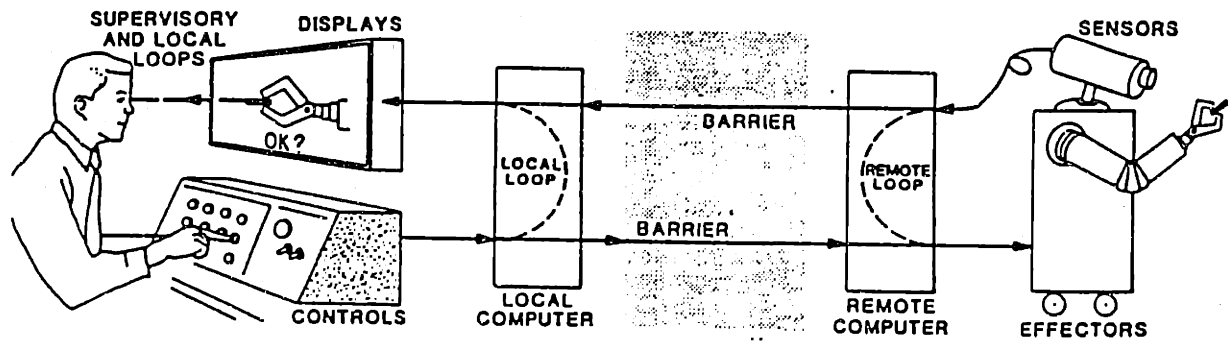 SUPERVISORY
AND LOCAL
LOOPS
DISPLAYS
OK?
CONTROLS
LOCAL
LOOP
LOCAL
COMPUTER
BARRIER
BARRIER
REMOTE
LOOP
REMOTE
COMPUTER
SENSORS
EFFECTORS